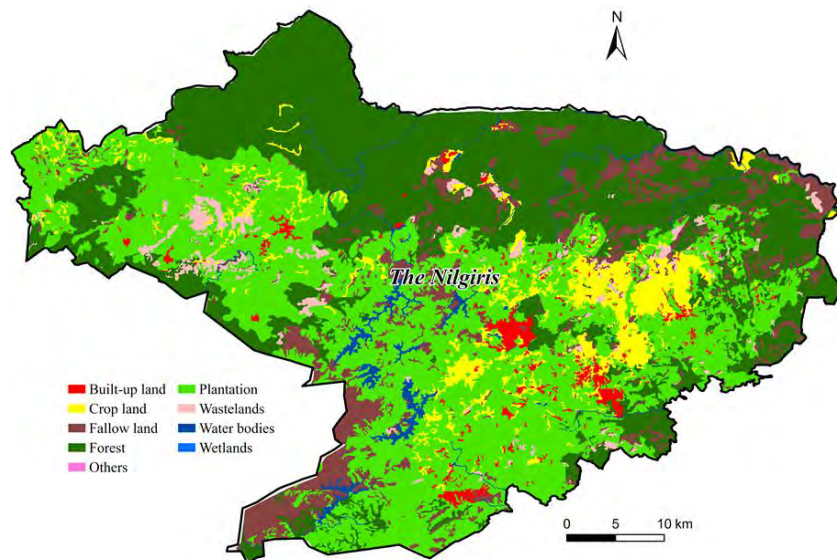 N
The Nilgiris
Built-up land
Plantation
Crop land
Wastelands
Fallow land
Water bodies
Forest
Wetlands
Others
0 5 10 km